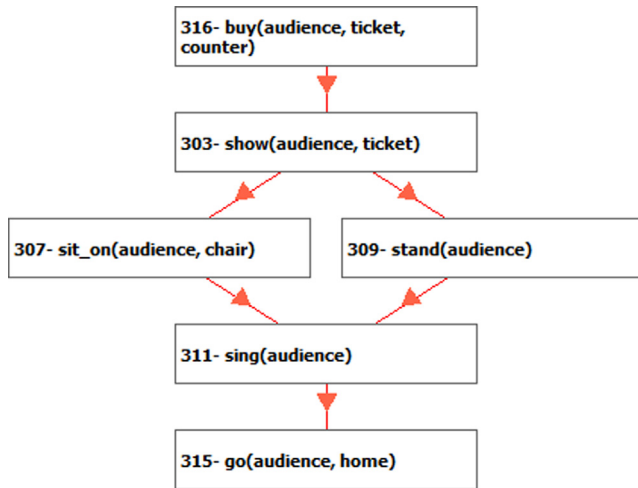 316- buy(audience, ticket,
counter)
303- show(audience, ticket)
307- sit_on(audience, chair)
309- stand(audience)
311- sing(audience)
315- go(audience, home)